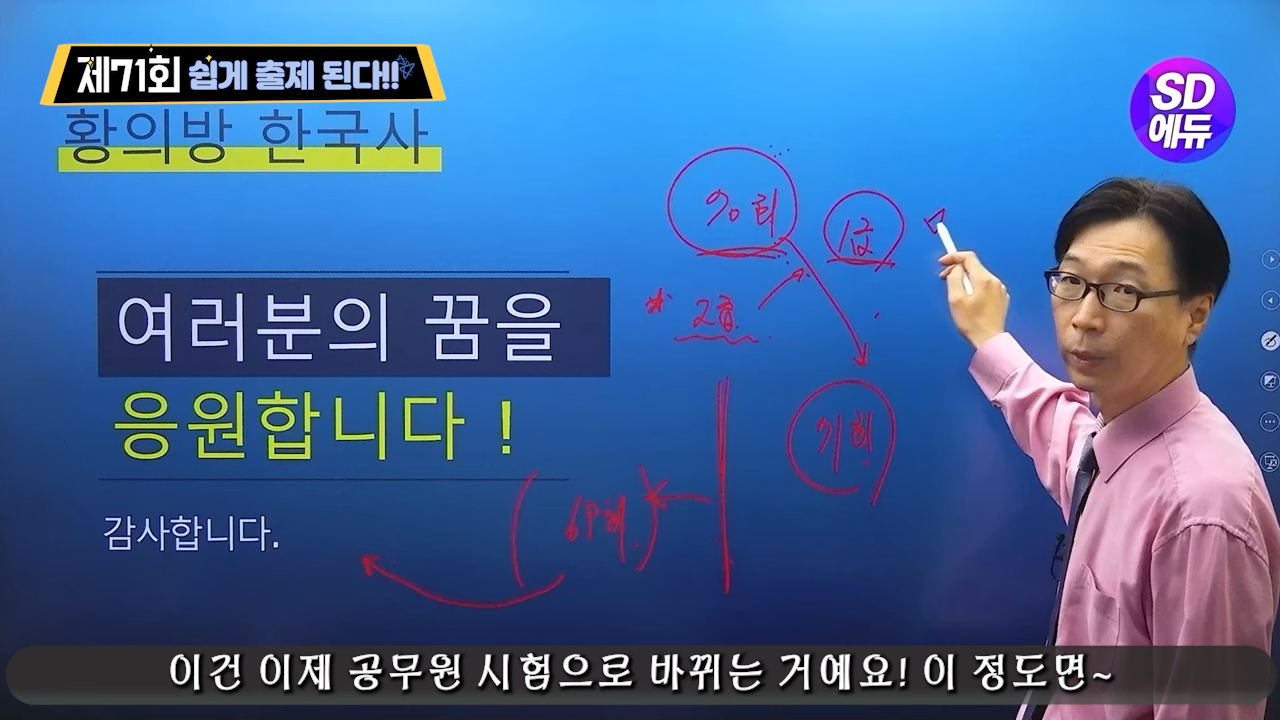 제71회 쉽게 출제 된다!!
SD
에듀
황의방 한국사
70회
1급
2급
71회
69회
여러분의 꿈을
응원합니다 !
감사합니다.
이건 이제 공무원 시험으로 바뀌는 거예요! 이 정도면~